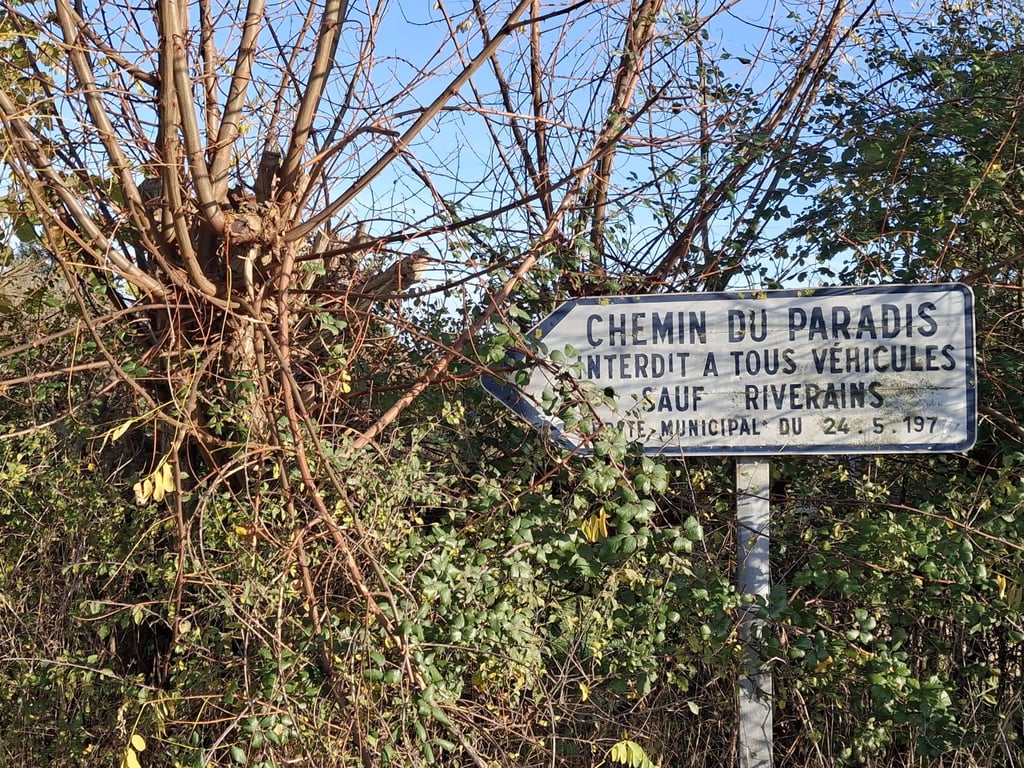 CHEMIN DU PARADIS
INTERDIT A TOUS VÉHICULES
SAUF RIVERAINS
MUNICIPAL DU 24.5.197